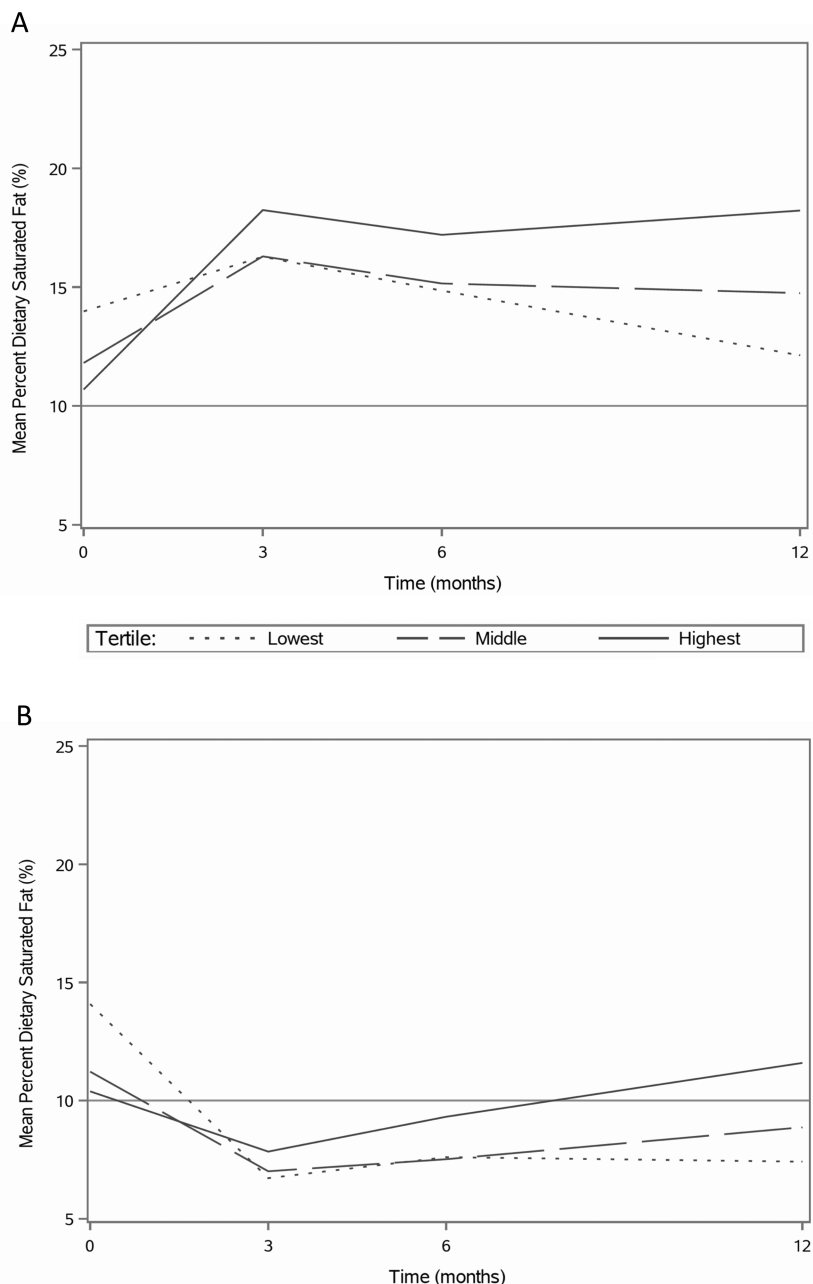 A
Mean Percent Dietary Saturated Fat (%)
25
20
15
10
5
0 3 6 12
Time (months)
Tertile: Lowest Middle Highest
B
Mean Percent Dietary Saturated Fat (%)
25
20
15
10
5
0 3 6 12
Time (months)